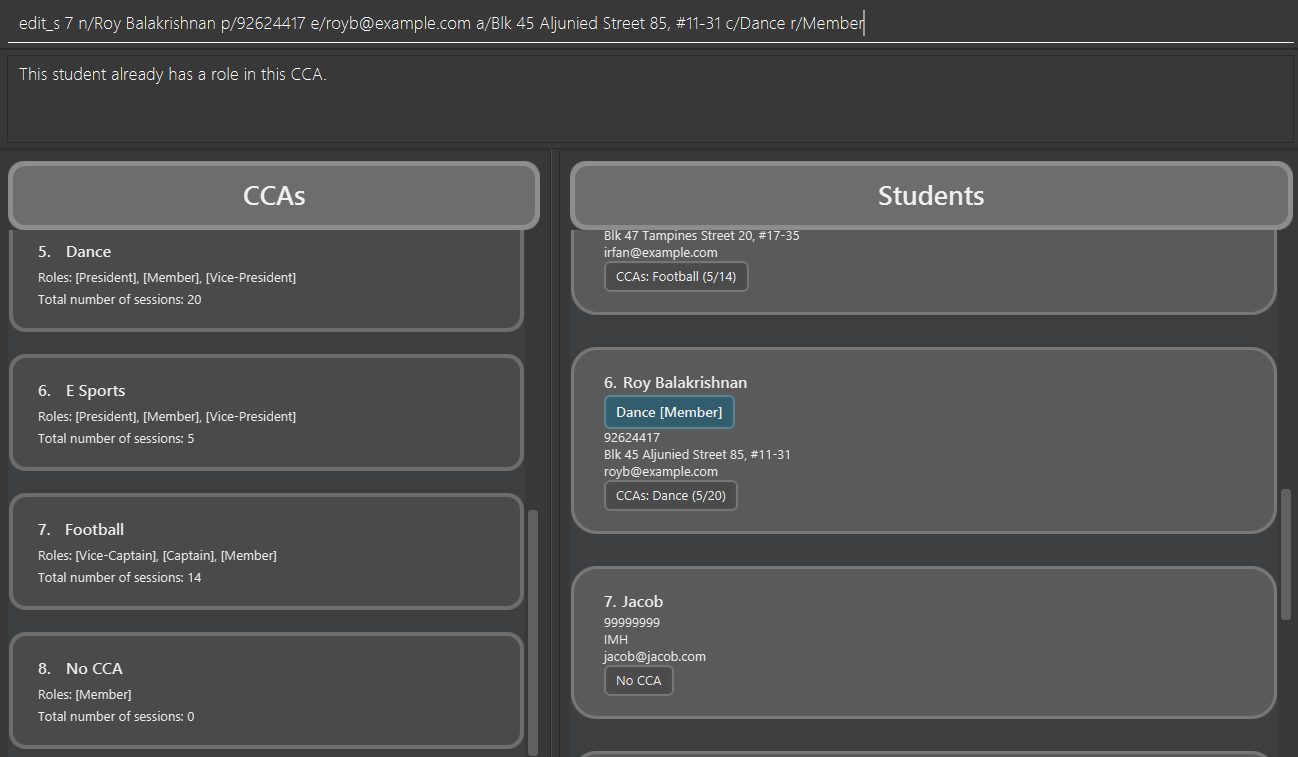 edit_s 7 n/Roy Balakrishnan p/92624417 e/royb@example.com a/Blk 45 Aljunied Street 85, #11-31 c/Dance r/Member
This student already has a role in this CCA.
CCAs
5. Dance
Roles: [President], [Member], [Vice-President]
Total number of sessions: 20
6. E Sports
Roles: [President], [Member], [Vice-President]
Total number of sessions: 5
7. Football
Roles: [Vice-Captain], [Captain], [Member]
Total number of sessions: 14
8. No CCA
Roles: [Member]
Total number of sessions: 0
Students
Blk 47 Tampines Street 20, #17-35
irfan@example.com
CCAs: Football (5/14)
6. Roy Balakrishnan
Dance [Member]
92624417
Blk 45 Aljunied Street 85, #11-31
royb@example.com
CCAs: Dance (5/20)
7. Jacob
99999999
IMH
jacob@jacob.com
No CCA